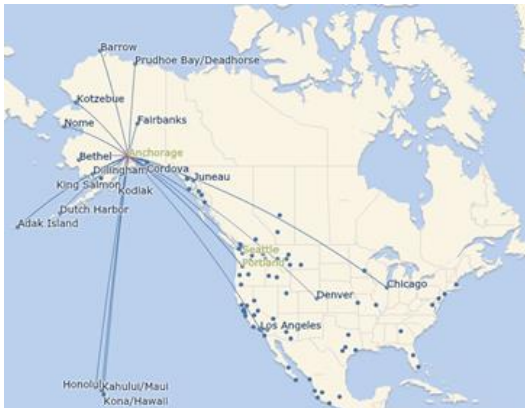 Barrow
Prudhoe Bay/Deadhorse
Kotzebue
Nome
Fairbanks
Anchorage
Bethel
Dillingham
Cordova
King Salmon
Kodiak
Juneau
Dutch Harbor
Adak Island
Seattle
Portland
Chicago
Denver
Los Angeles
Honolul
Kahului/Maui
Kona/Hawaii